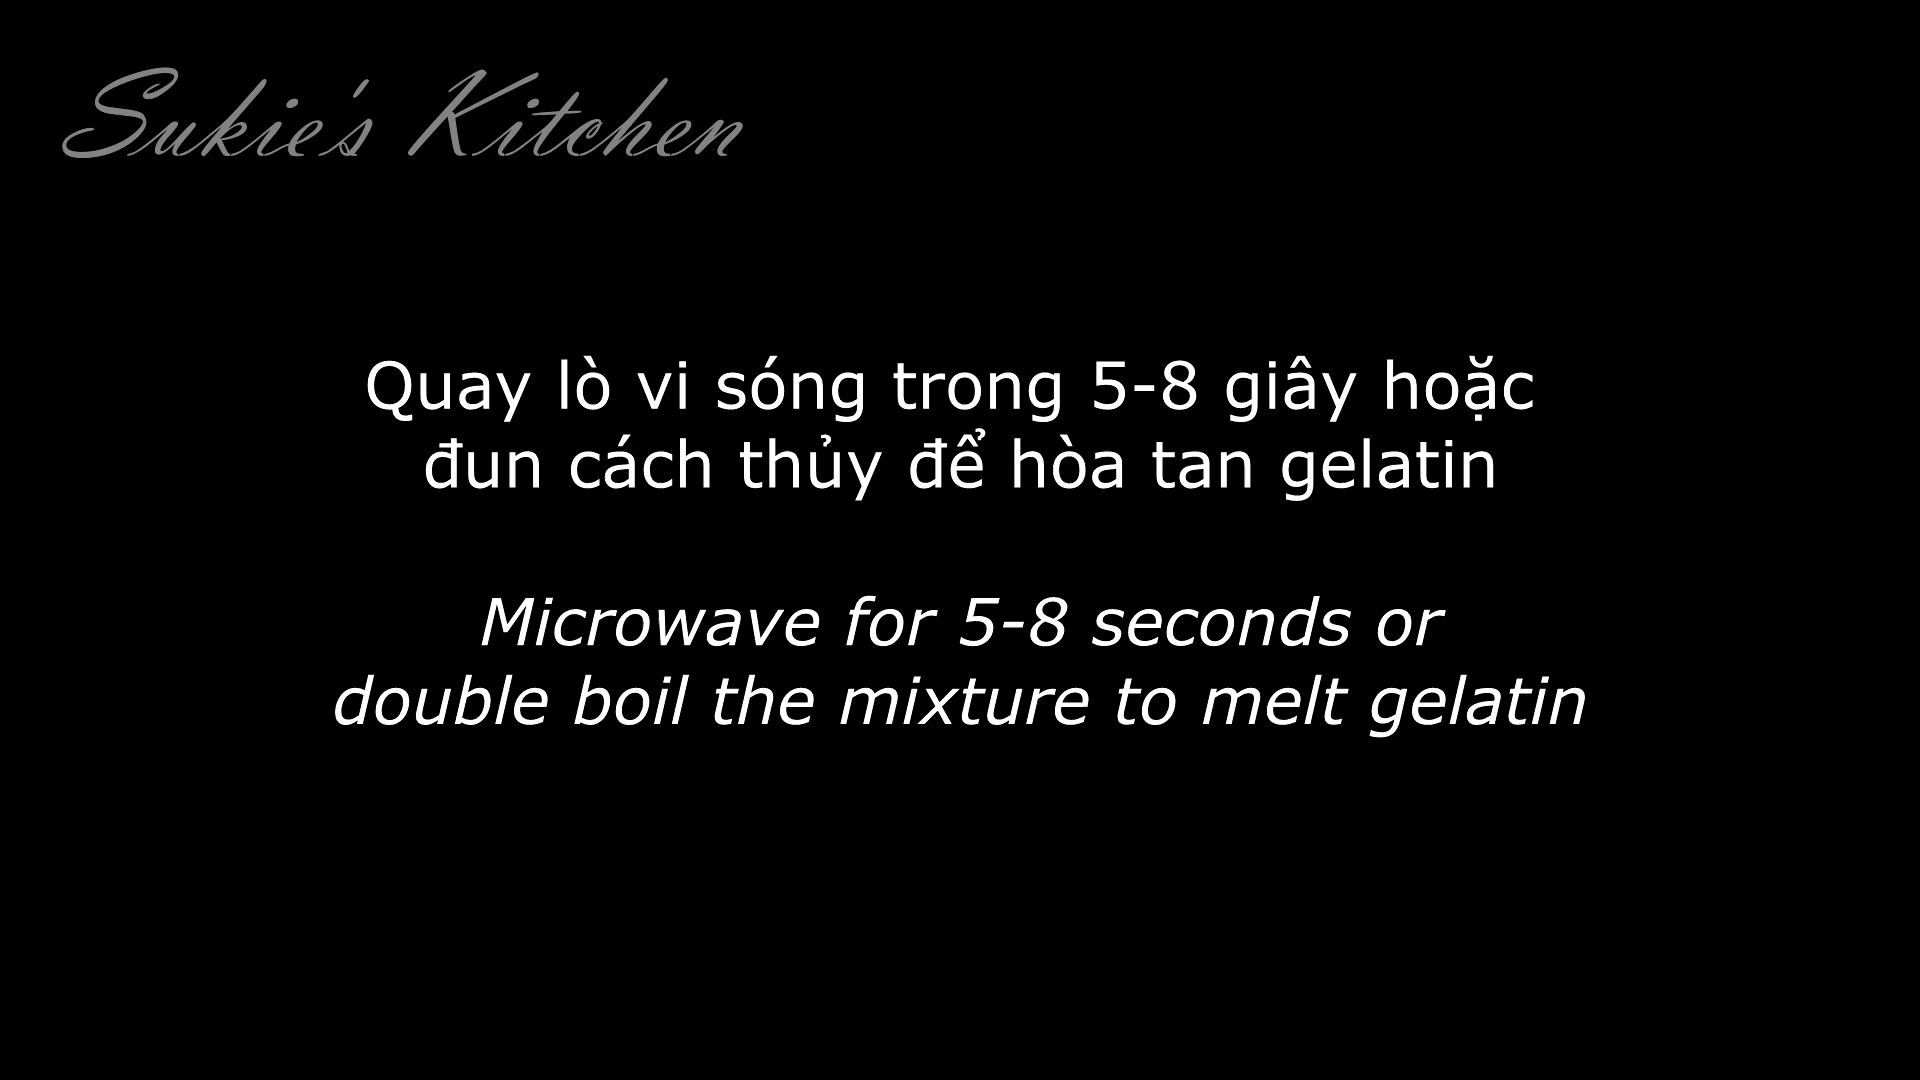 Sukie's Kitchen
Quay lò vi sóng trong 5-8 giây hoặc
đun cách thủy để hòa tan gelatin
Microwave for 5-8 seconds or
double boil the mixture to melt gelatin